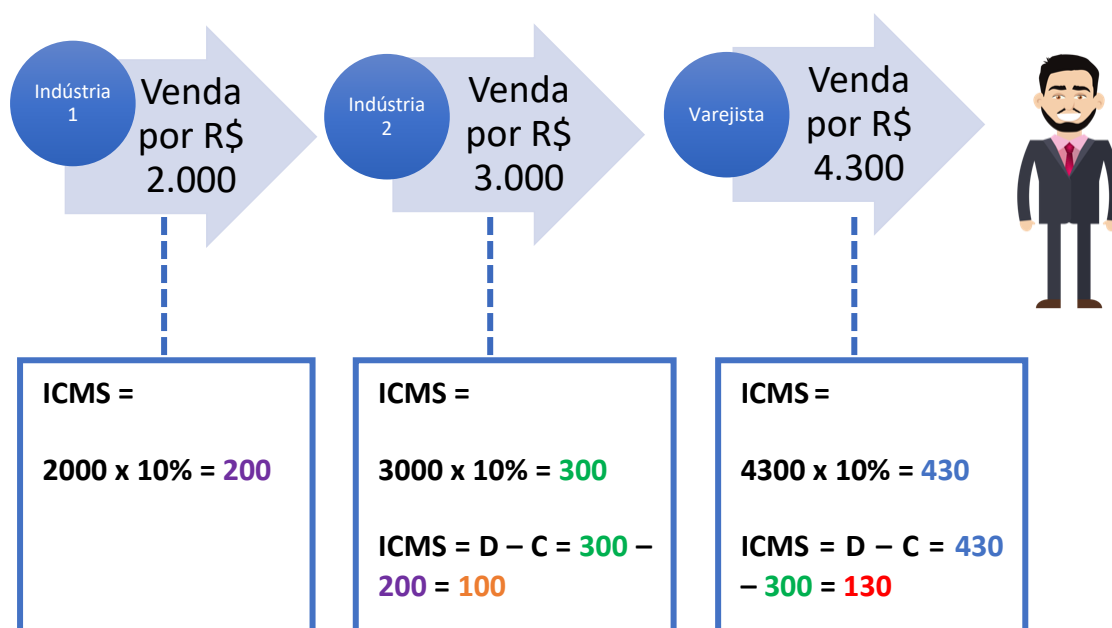 Indústria
1
Venda
por R$
2.000
Indústria
2
Venda
por R$
3.000
Varejista
Venda
por R$
4.300
ICMS =
2000 x 10% = 200
ICMS =
3000 x 10% = 300
ICMS = D – C = 300 –
200 = 100
ICMS =
4300 x 10% = 430
ICMS = D – C = 430
– 300 = 130